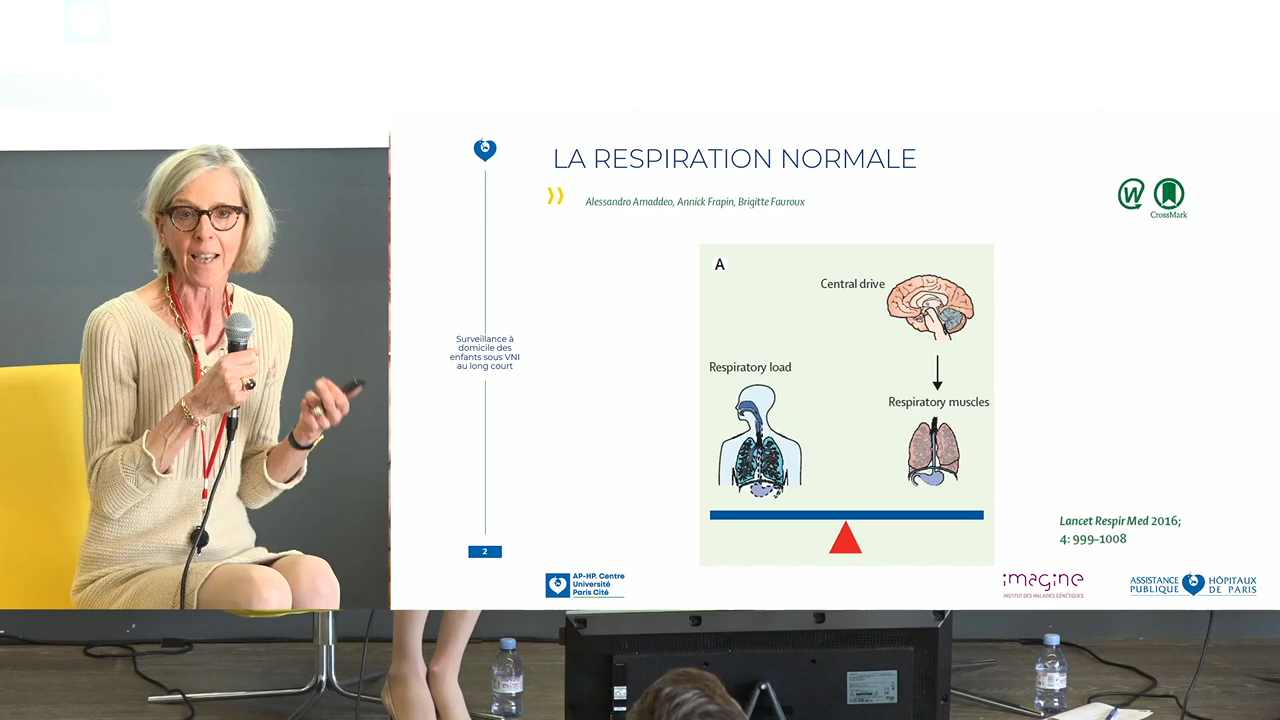 LA RESPIRATION NORMALE
Alessandro Amaddeo, Annick Frapin, Brigitte Fauroux
W
CrossMark
A
Central drive
Respiratory load
Respiratory muscles
Surveillance à
domicile des
enfants sous VNI
au long court
Lancet Respir Med 2016;
4: 999–1008
2
AP-HP. Centre
Université
Paris Cité
imagine
INSTITUT DES MALADIES GÉNÉTIQUES
ASSISTANCE PUBLIQUE
HÔPITAUX DE PARIS